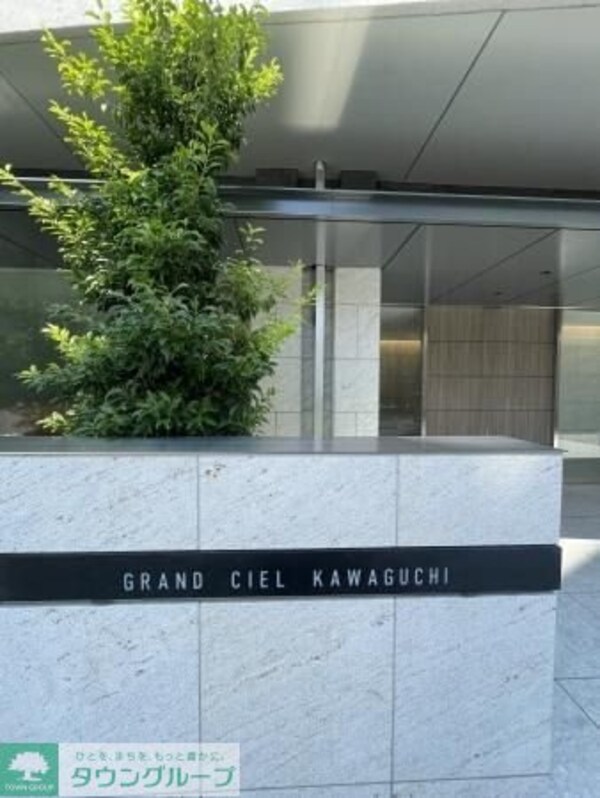 GRAND CIEL KAWAGUCHI
ひとを、まちを、もっと豊かに。
タウングループ
TOWN GROUP